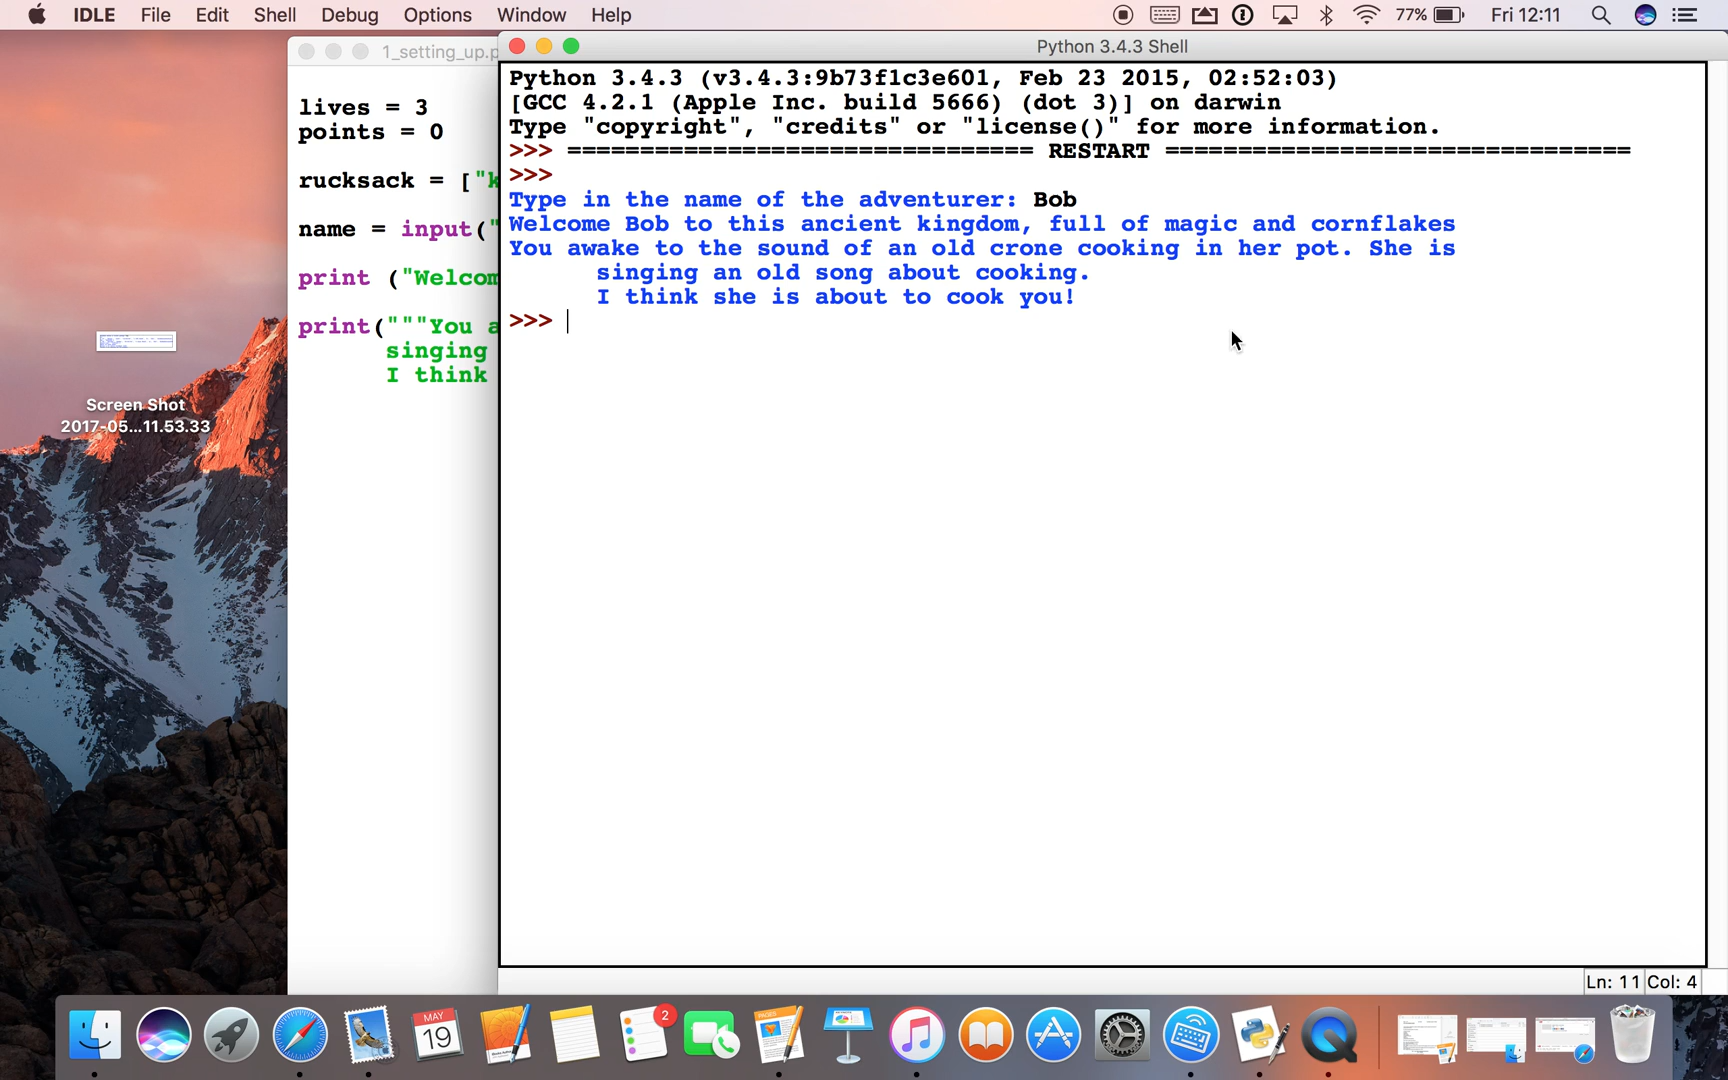 IDLE File Edit Shell Debug Options Window Help 77% Fri 12:11
1_setting_up.p
Python 3.4.3 Shell
lives = 3
points = 0
rucksack = ["k
name = input("
print ("Welcom
print("""You a
singing
I think
Python 3.4.3 (v3.4.3:9b73f1c3e601, Feb 23 2015, 02:52:03)
[GCC 4.2.1 (Apple Inc. build 5666) (dot 3)] on darwin
Type "copyright", "credits" or "license()" for more information.
>>> ================================ RESTART ================================
>>>
Type in the name of the adventurer: Bob
Welcome Bob to this ancient kingdom, full of magic and cornflakes
You awake to the sound of an old crone cooking in her pot. She is
singing an old song about cooking.
I think she is about to cook you!
>>>
Screen Shot
2017-05...11.53.33
Ln: 11 Col: 4
MAY
19
2
PAGES